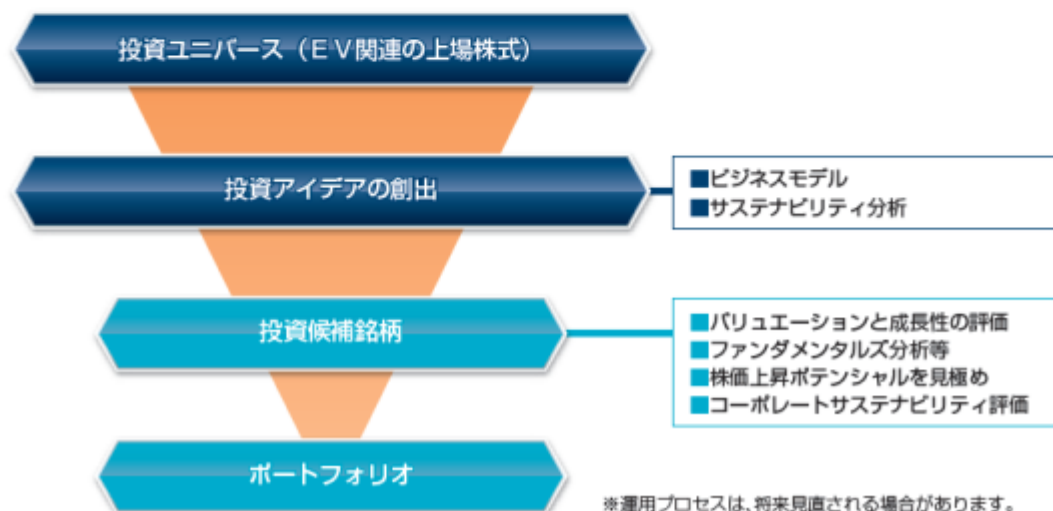 投資ユニバース（ＥＶ関連の上場株式）
投資アイデアの創出
■ビジネスモデル
■サステナビリティ分析
投資候補銘柄
■バリュエーションと成長性の評価
■ファンダメンタルズ分析等
■株価上昇ポテンシャルを見極め
■コーポレートサステナビリティ評価
ポートフォリオ
※運用プロセスは、将来見直される場合があります。